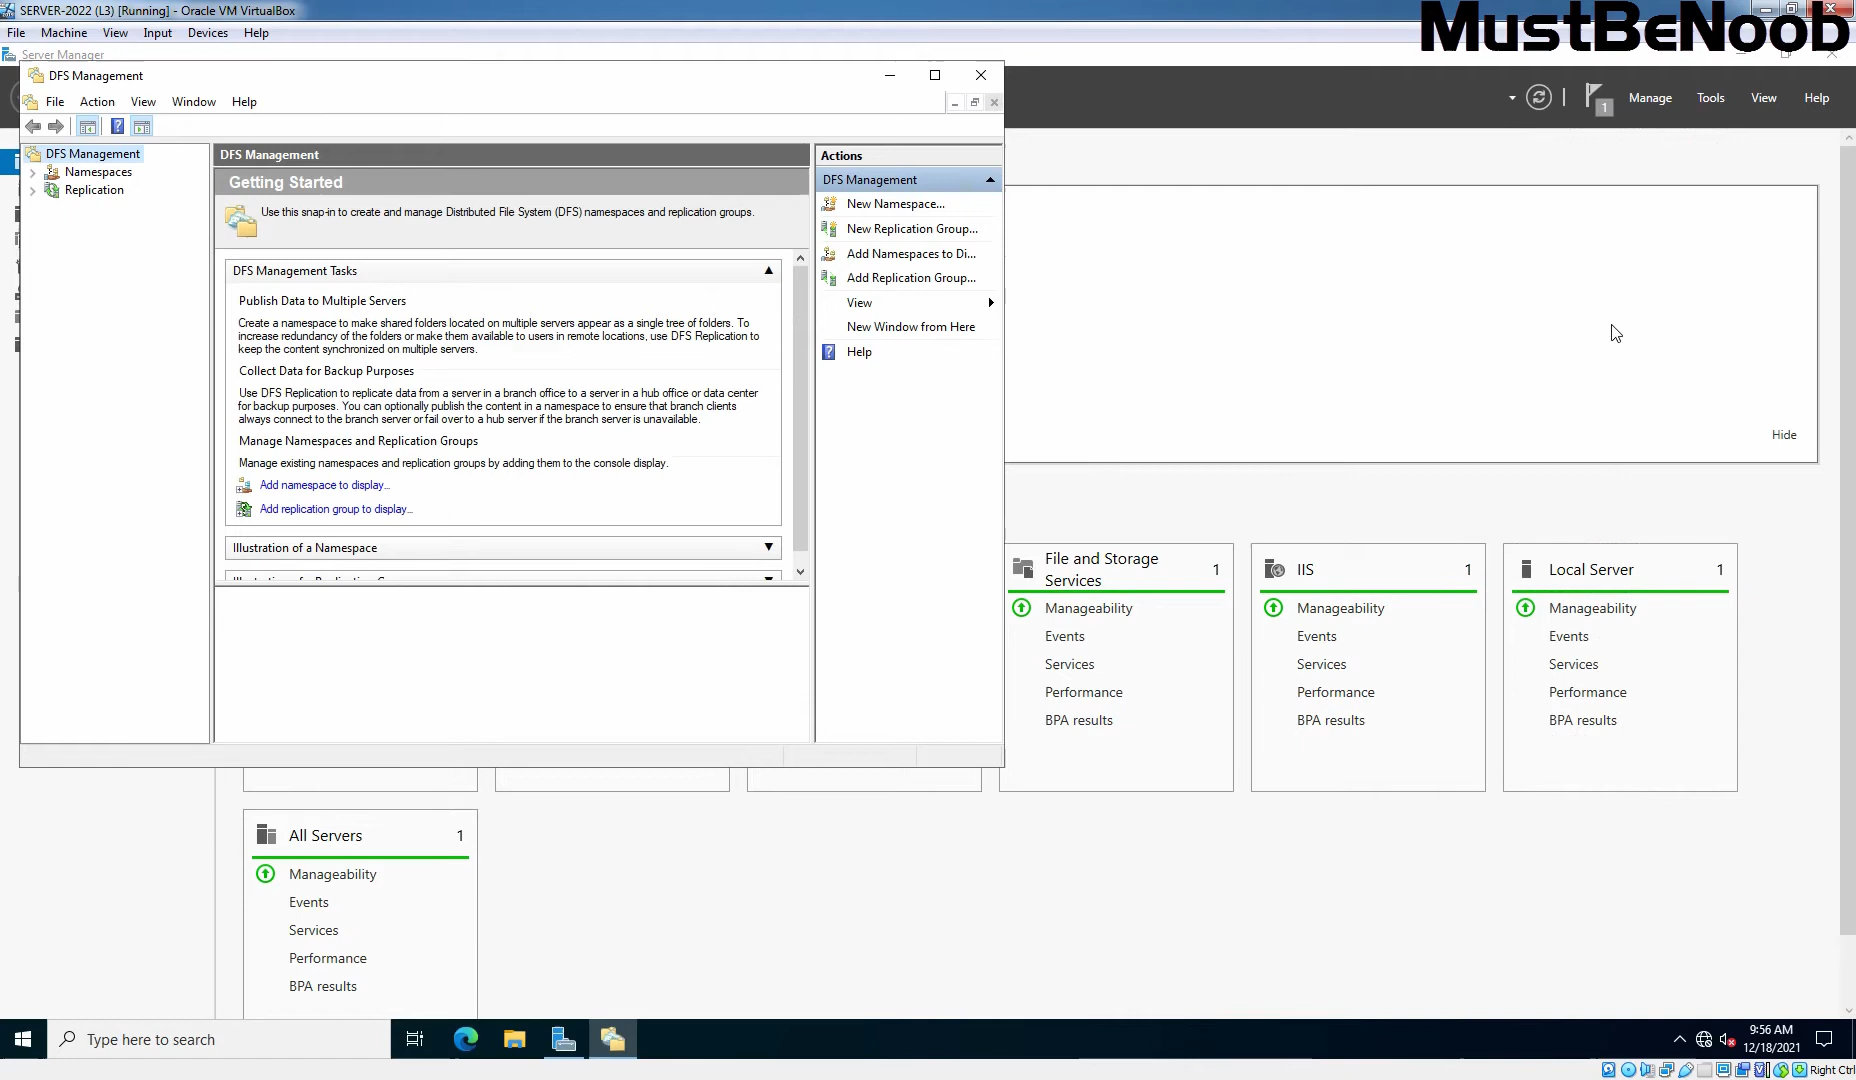 SERVER-2022 (L3) [Running] - Oracle VM VirtualBox
MustBeNoob
File Machine View Input Devices Help
Server Manager
DFS Management
File Action View Window Help
1 Manage Tools View Help
DFS Management
Namespaces
Replication
DFS Management
Getting Started
Use this snap-in to create and manage Distributed File System (DFS) namespaces and replication groups.
DFS Management Tasks
Publish Data to Multiple Servers
Create a namespace to make shared folders located on multiple servers appear as a single tree of folders. To
increase redundancy of the folders or make them available to users in remote locations, use DFS Replication to
keep the content synchronized on multiple servers.
Collect Data for Backup Purposes
Use DFS Replication to replicate data from a server in a branch office to a server in a hub office or data center
for backup purposes. You can optionally publish the content in a namespace to ensure that branch clients
always connect to the branch server or fail over to a hub server if the branch server is unavailable.
Manage Namespaces and Replication Groups
Manage existing namespaces and replication groups by adding them to the console display.
Add namespace to display...
Add replication group to display...
Illustration of a Namespace
Actions
DFS Management
New Namespace...
New Replication Group...
Add Namespaces to Di...
Add Replication Group...
View
New Window from Here
Help
Hide
File and Storage
Services 1
Manageability
Events
Services
Performance
BPA results
IIS 1
Manageability
Events
Services
Performance
BPA results
Local Server 1
Manageability
Events
Services
Performance
BPA results
All Servers 1
Manageability
Events
Services
Performance
BPA results
Type here to search
9:56 AM
12/18/2021
Right Ctrl